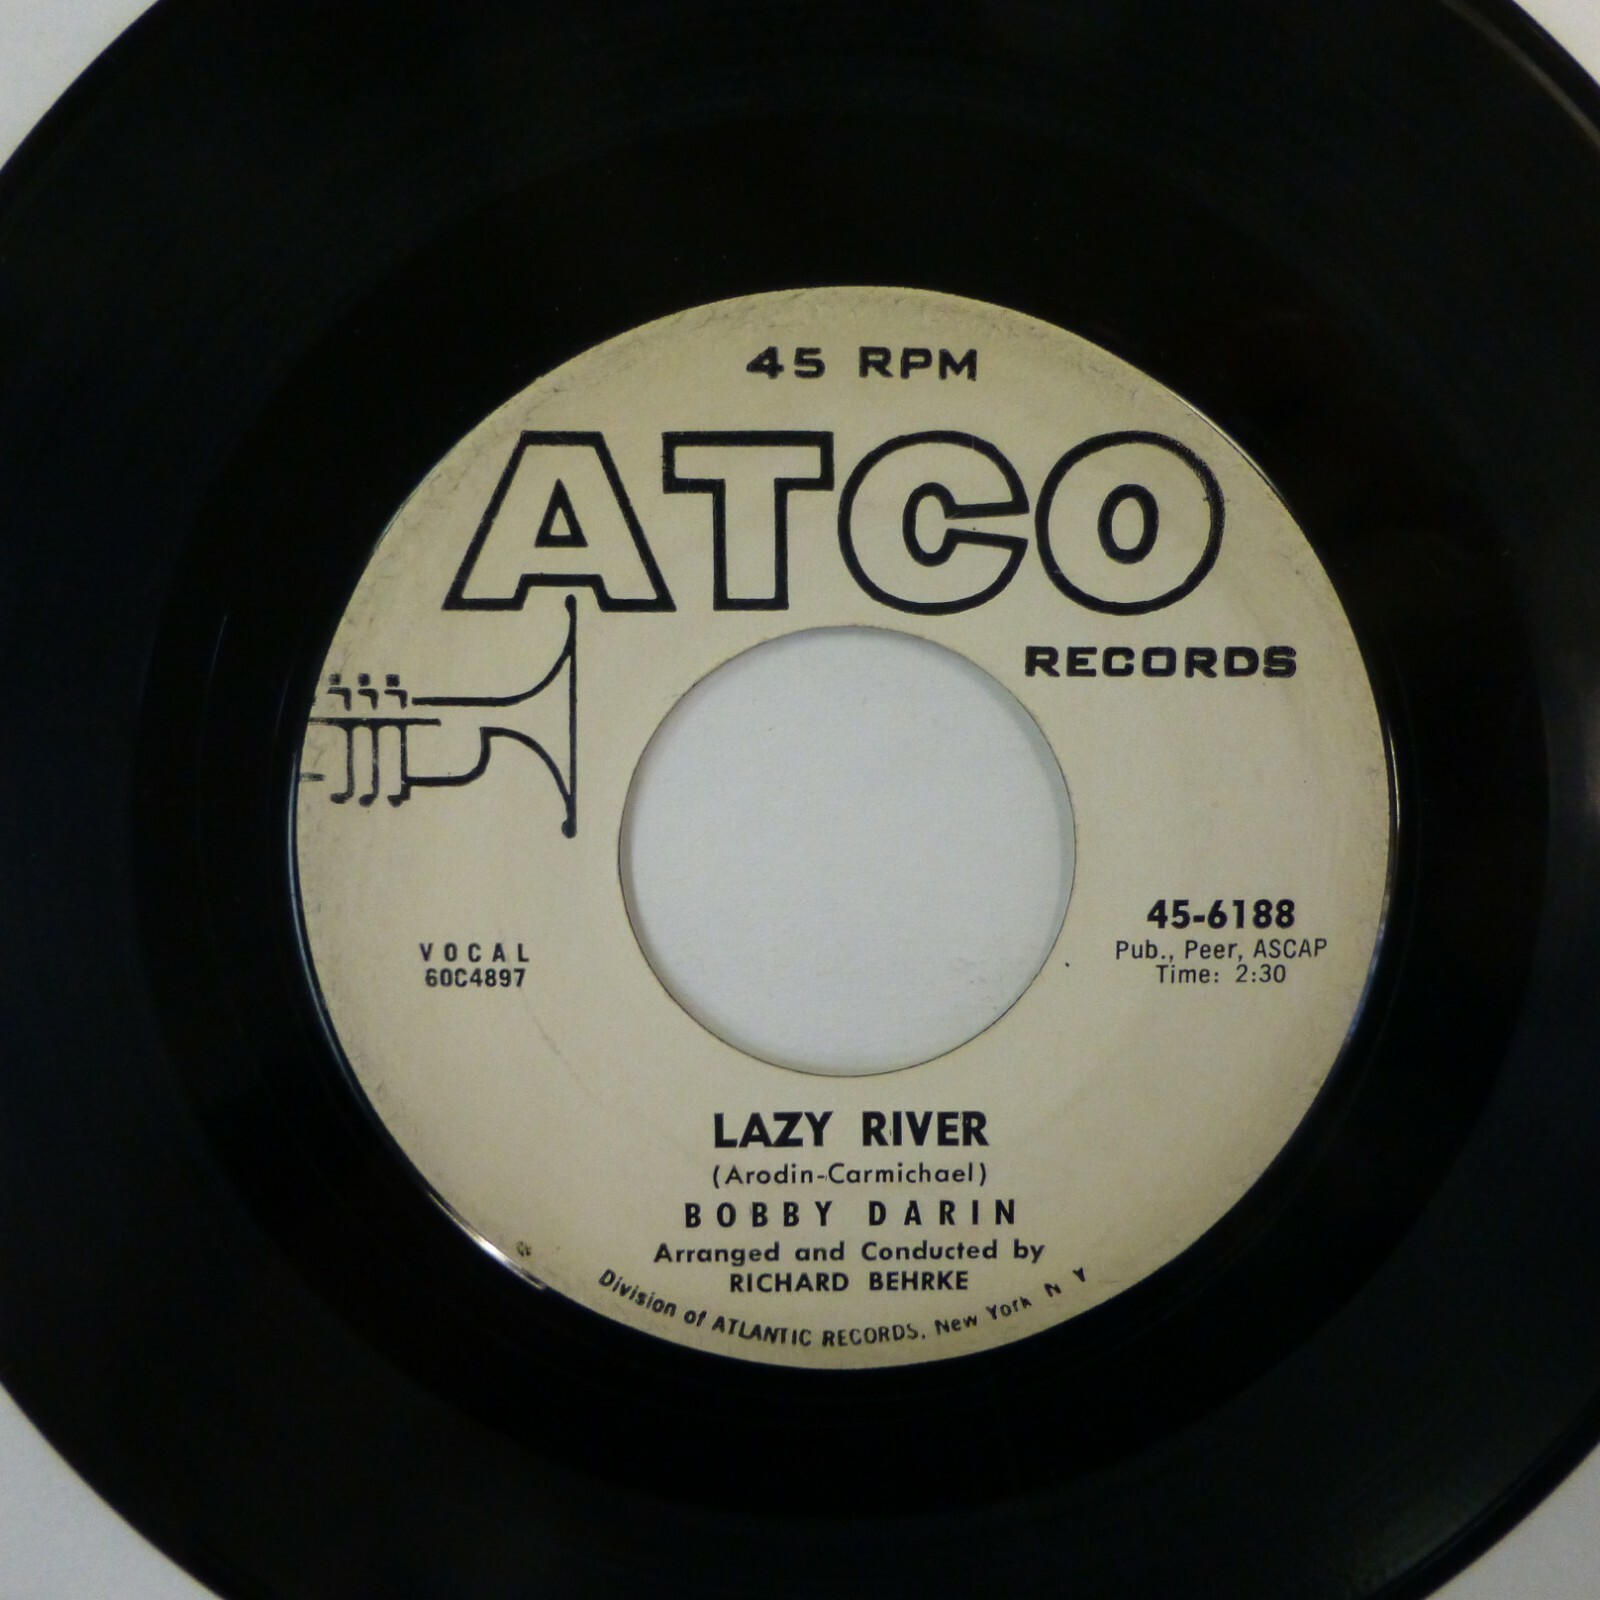 45 RPM
ATCO
RECORDS
45-6188
Pub., Peer, ASCAP
Time: 2:30
VOCAL
60C4897
LAZY RIVER
(Arodin-Carmichael)
BOBBY DARIN
Arranged and Conducted by
RICHARD BEHRKE
Division of ATLANTIC RECORDS, New York N Y